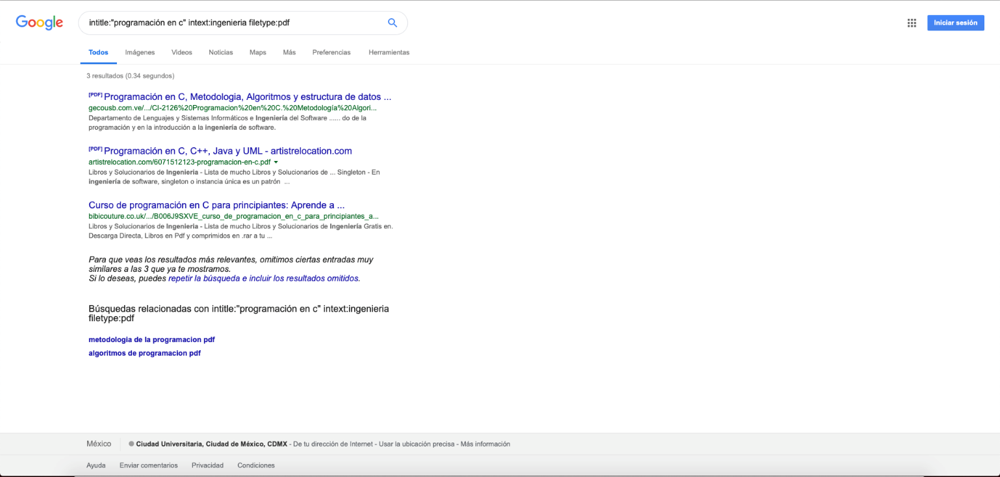 Google
intitle:"programación en c" intext:ingenieria filetype:pdf
Iniciar sesión
Todos Imágenes Videos Noticias Maps Más Preferencias Herramientas
3 resultados (0.34 segundos)
[PDF] Programación en C, Metodologia, Algoritmos y estructura de datos ...
gecousb.com.ve/.../CI-2126%20Programacion%20en%20C.%20Metodología%20Algori...
Departamento de Lenguajes y Sistemas Informáticos e Ingeniería del Software ...... do de la
programación y en la introducción a la ingeniería de software.
[PDF] Programación en C, C++, Java y UML - artistrelocation.com
artistrelocation.com/6071512123-programacion-en-c.pdf
Libros y Solucionarios de Ingenieria - Lista de mucho Libros y Solucionarios de ... Singleton - En
ingeniería de software, singleton o instancia única es un patrón ...
Curso de programación en C para principiantes: Aprende a ...
bibicouture.co.uk/.../B006J9SXVE_curso_de_programacion_en_c_para_principiantes_a...
Libros y Solucionarios de Ingenieria - Lista de mucho Libros y Solucionarios de Ingeniería Gratis en.
Descarga Directa, Libros en Pdf y comprimidos en .rar a tu ...
Para que veas los resultados más relevantes, omitimos ciertas entradas muy
similares a las 3 que ya te mostramos.
Si lo deseas, puedes repetir la búsqueda e incluir los resultados omitidos.
Búsquedas relacionadas con intitle:"programación en c" intext:ingenieria
filetype:pdf
metodologia de la programacion pdf
algoritmos de programacion pdf
México
Ciudad Universitaria, Ciudad de México, CDMX - De tu dirección de Internet - Usar la ubicación precisa - Más información
Ayuda Enviar comentarios Privacidad Condiciones